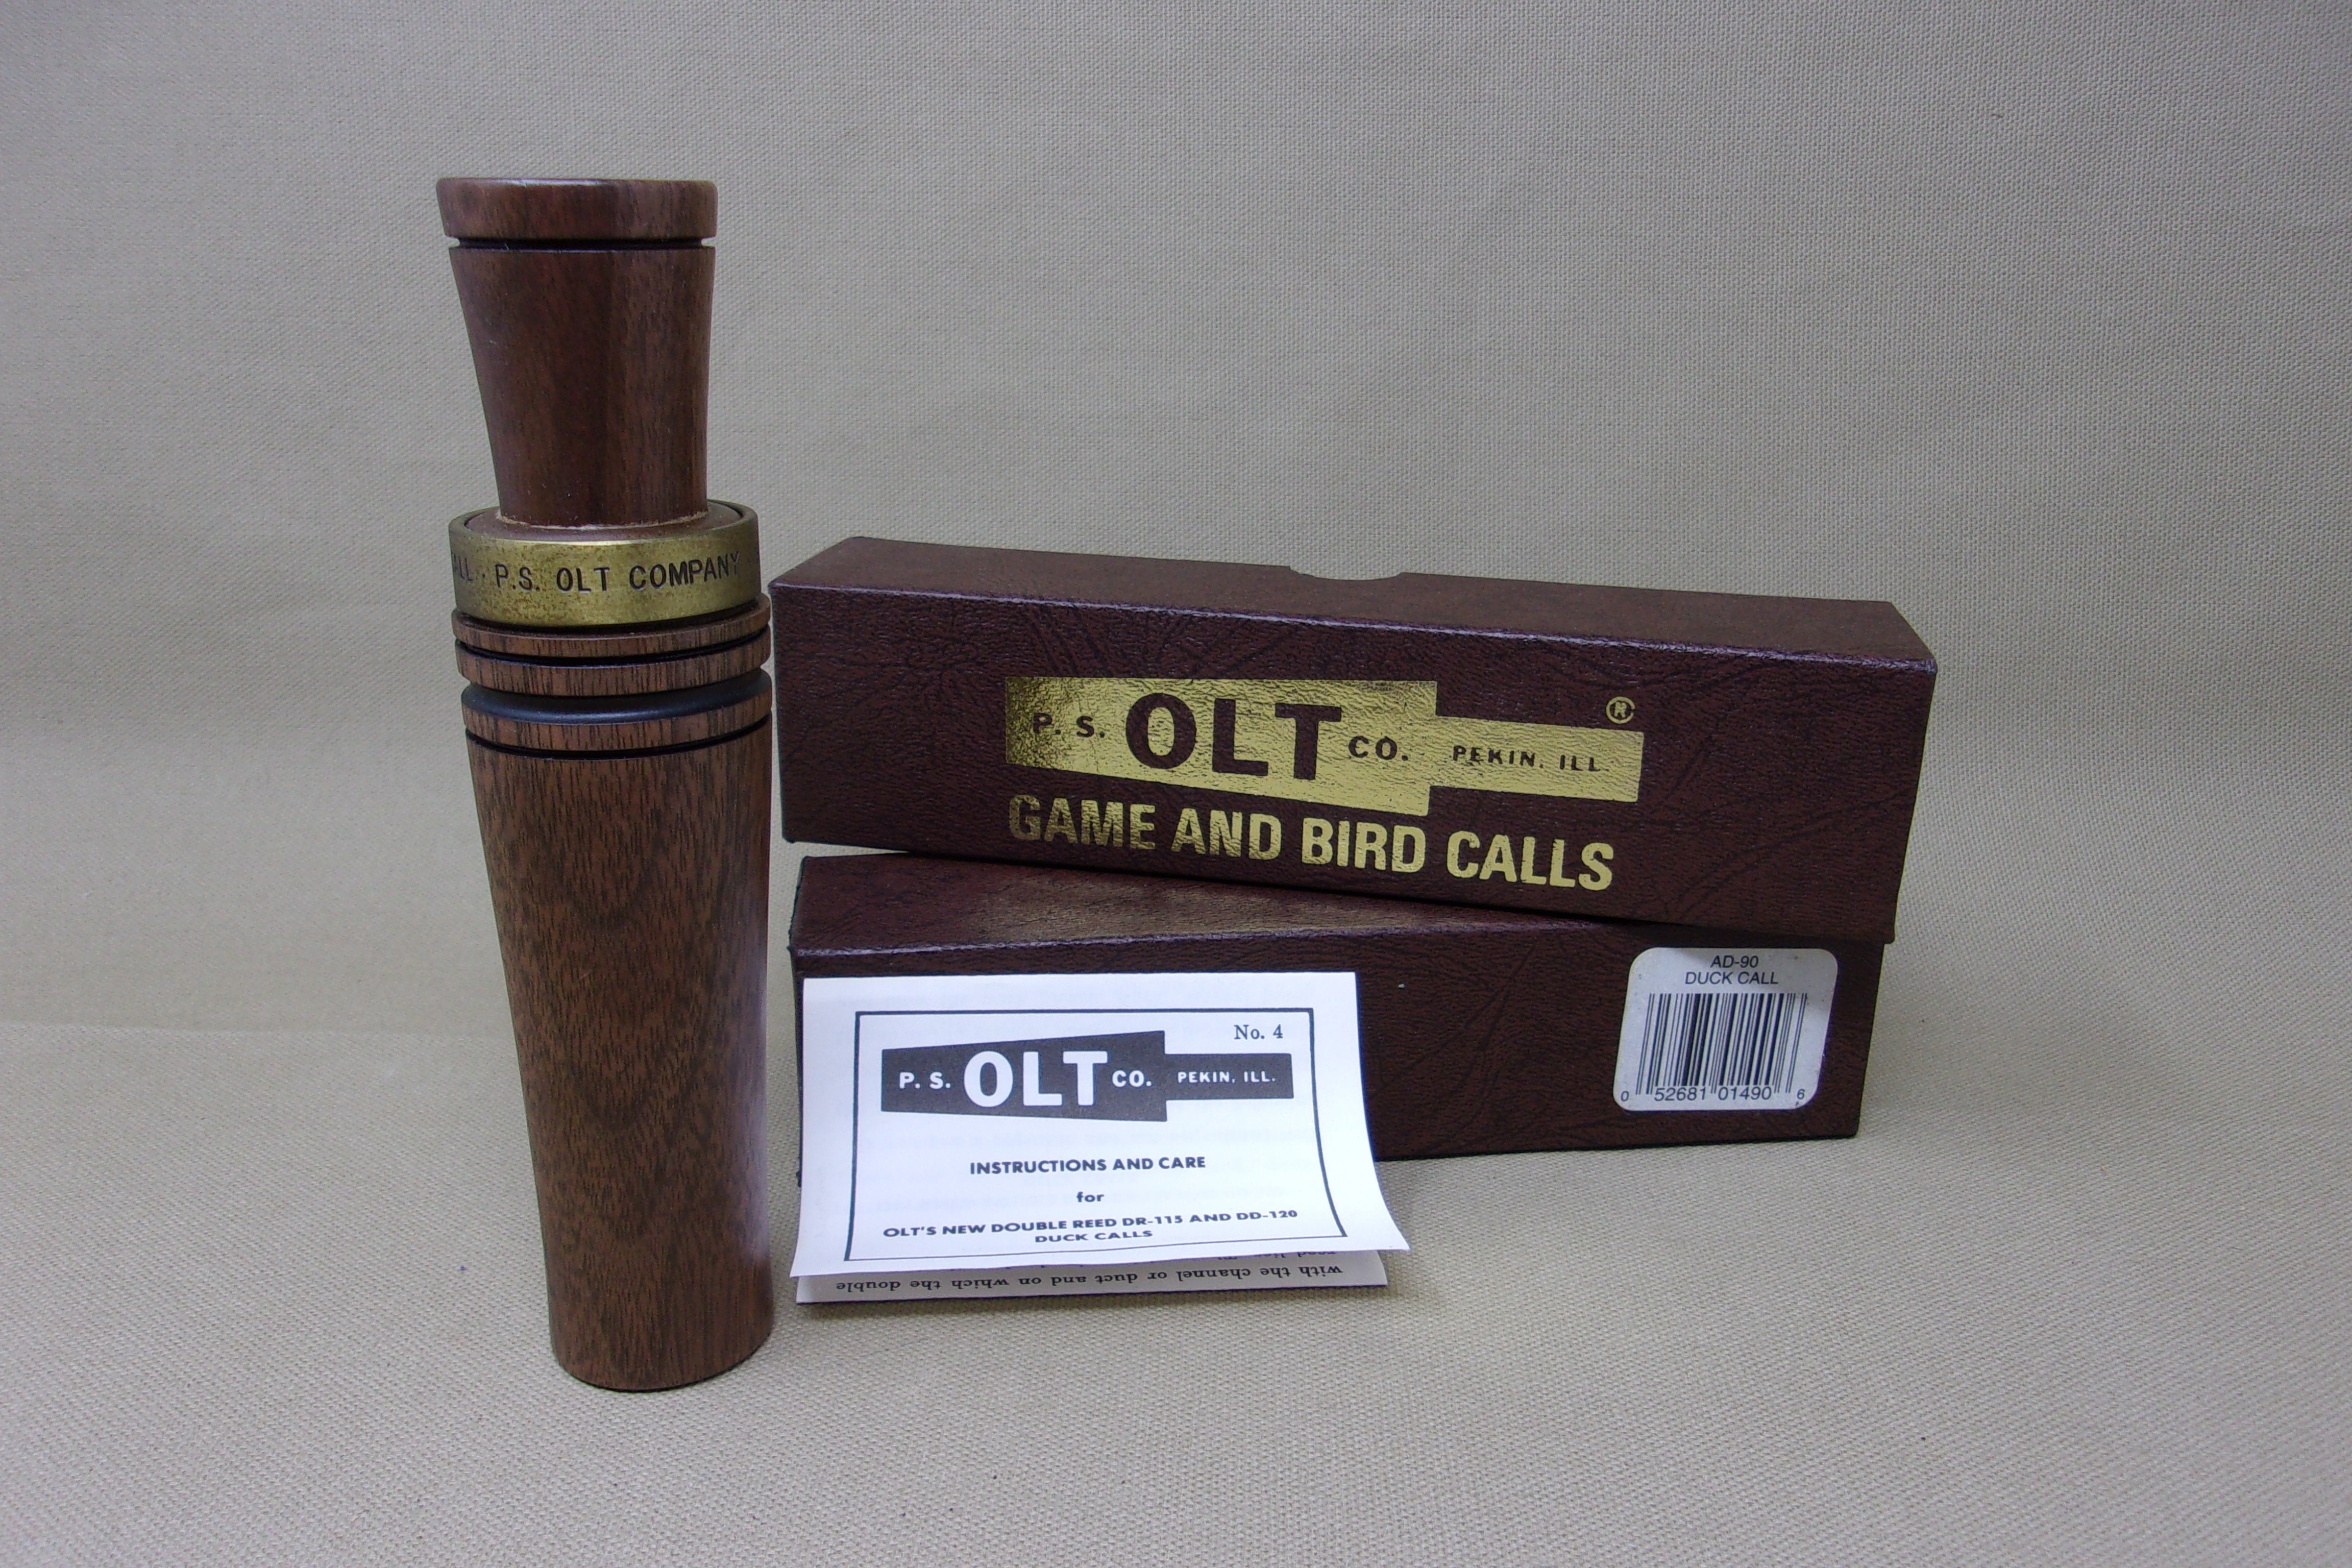 P.S. OLT COMPANY
P. S. OLT CO. PEKIN, ILL. ®
GAME AND BIRD CALLS
AD-90
DUCK CALL
0 52681 01490 6
No. 4
P. S. OLT CO. PEKIN, ILL.
INSTRUCTIONS AND CARE
for
OLT'S NEW DOUBLE REED DR-115 AND DD-120
DUCK CALLS
with the channel or duct and on which the double